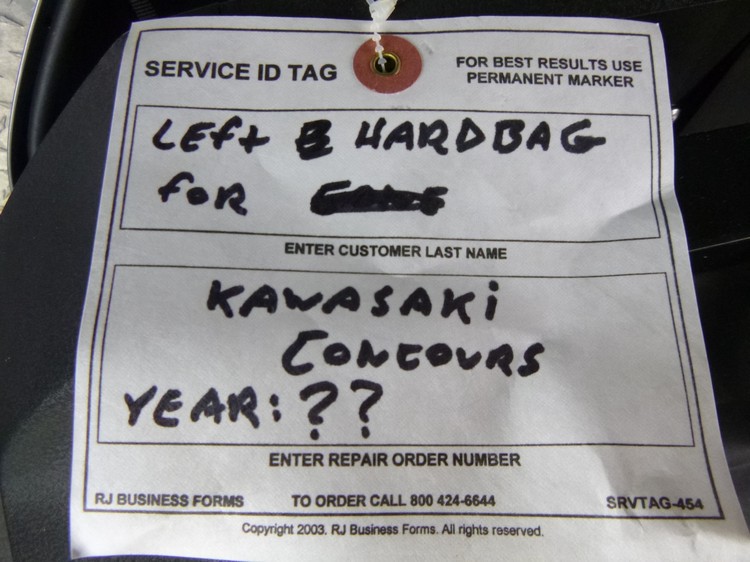 SERVICE ID TAG
FOR BEST RESULTS USE
PERMANENT MARKER
LEft HARDBAG
foR
ENTER CUSTOMER LAST NAME
KAWASAKi
CONCOURS
YEAR: ??
ENTER REPAIR ORDER NUMBER
RJ BUSINESS FORMS TO ORDER CALL 800 424-6644 SRVTAG-454
Copyright 2003. RJ Business Forms. All rights reserved.